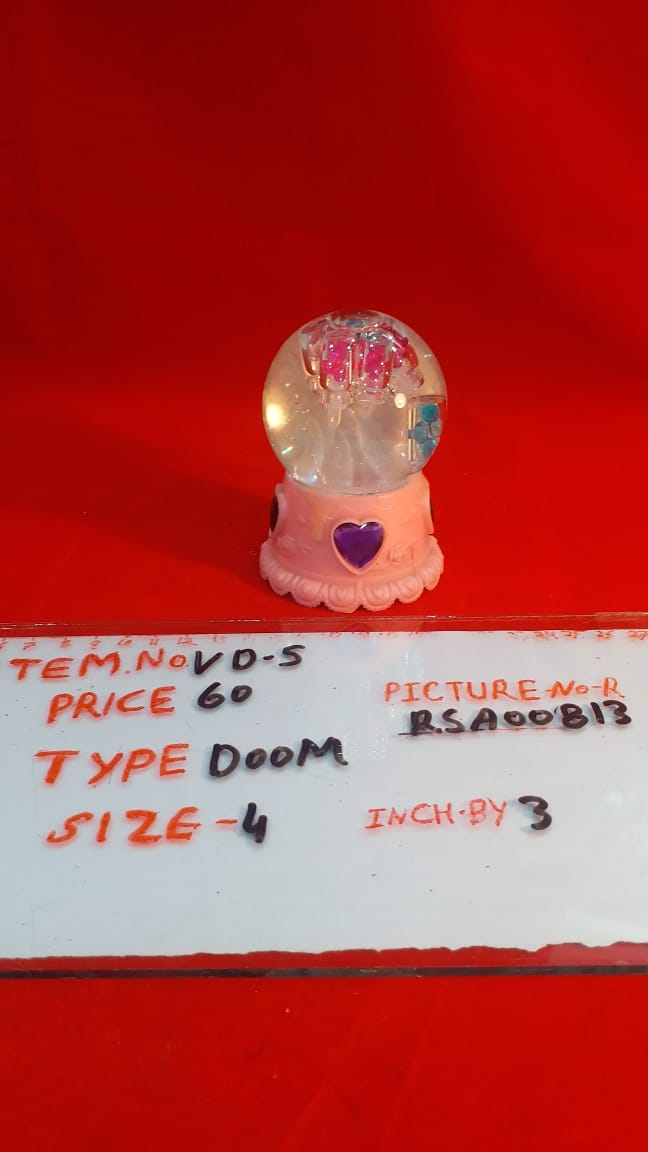 TEM.No.VD-5
PRICE 60
PICTURE-No-R
R.SA00813
TYPE DOOM
SIZE-4 INCH-BY 3